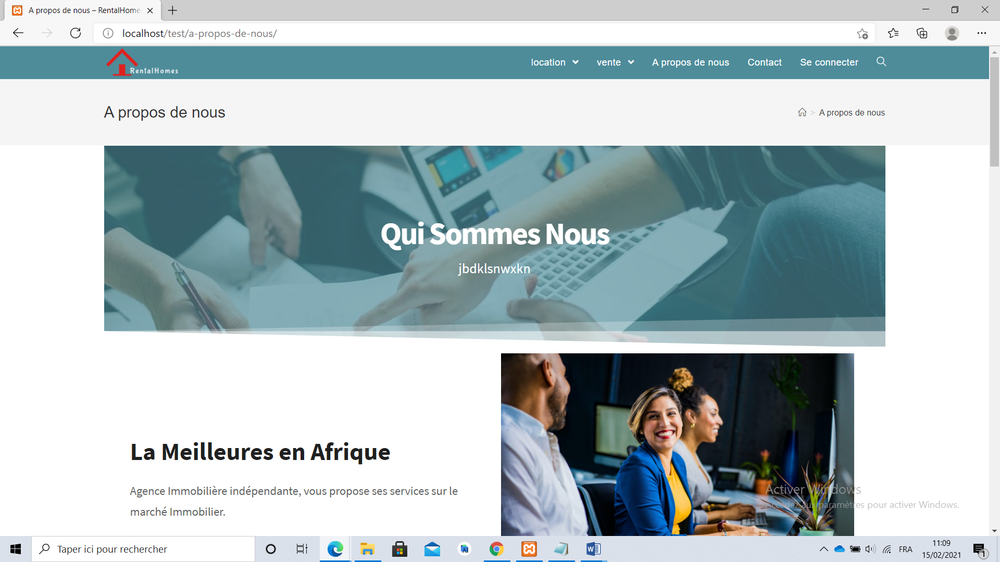 A propos de nous – RentalHome
localhost/test/a-propos-de-nous/
RentalHomes
location
vente
A propos de nous
Contact
Se connecter
A propos de nous
> A propos de nous
Qui Sommes Nous
jbdklsnwxkn
La Meilleures en Afrique
Agence Immobilière indépendante, vous propose ses services sur le
marché Immobilier.
Activer Windows
Accédez aux paramètres pour activer Windows.
Taper ici pour rechercher
FRA
11:09
15/02/2021
1